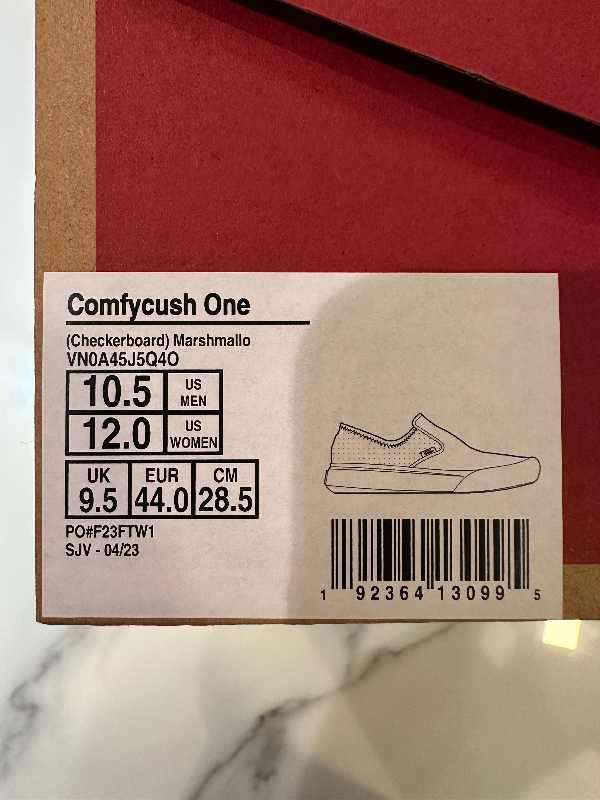 Comfycush One
(Checkerboard) Marshmallo
VN0A45J5Q4O
10.5 US MEN
12.0 US WOMEN
UK EUR CM
9.5 44.0 28.5
PO#F23FTW1
SJV - 04/23
1 92364 13099 5